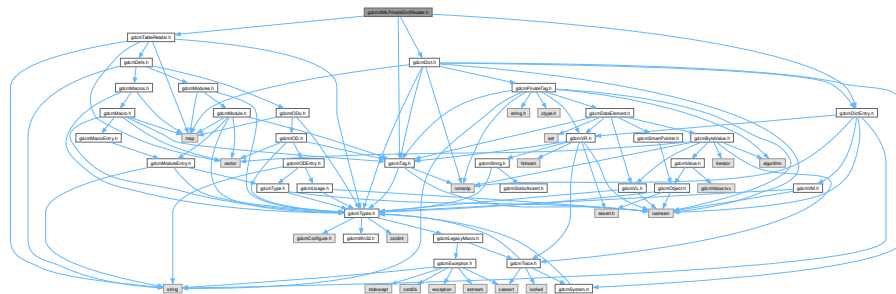 gdcmXMLPrivateDictReader.h
gdcmTableReader.h
gdcmDefs.h
gdcmDict.h
gdcmMacros.h
gdcmModules.h
gdcmPrivateTag.h
gdcmMacro.h
gdcmModule.h
gdcmIODs.h
string.h
ctype.h
gdcmDataElement.h
gdcmDictEntry.h
gdcmMacroEntry.h
map
gdcmIOD.h
set
gdcmVR.h
gdcmSmartPointer.h
gdcmByteValue.h
gdcmModuleEntry.h
vector
gdcmIODEntry.h
gdcmTag.h
gdcmString.h
fstream
gdcmValue.h
iterator
algorithm
gdcmType.h
gdcmUsage.h
iomanip
gdcmStaticAssert.h
gdcmVL.h
gdcmObject.h
gdcmValue.txx
gdcmVM.h
gdcmTypes.h
assert.h
iostream
gdcmConfigure.h
gdcmWin32.h
gdcmLegacyMacro.h
gdcmException.h
gdcmTrace.h
string
stdexcept
cstdlib
exception
sstream
cassert
iosfwd
gdcmSystem.h